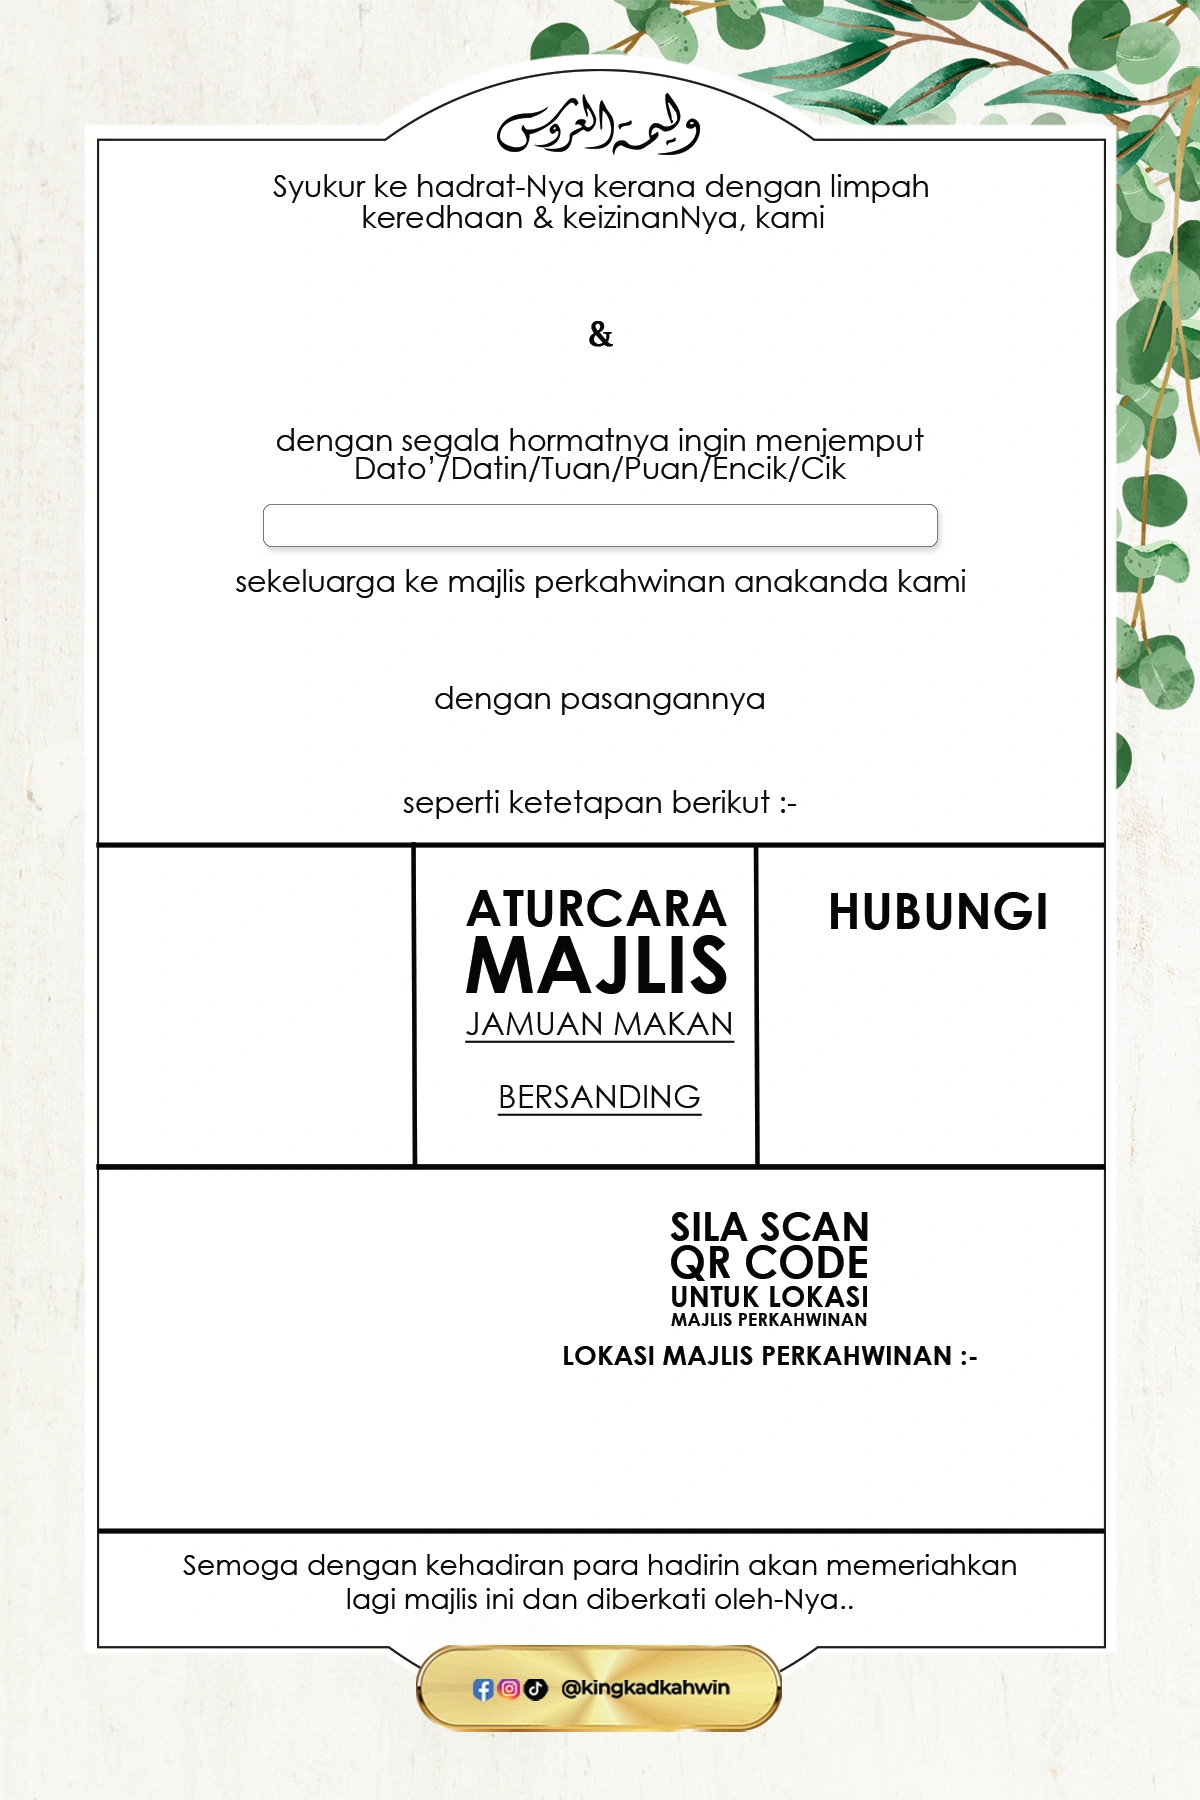 وليمة العروس
Syukur ke hadrat-Nya kerana dengan limpah
keredhaan & keizinanNya, kami
&
dengan segala hormatnya ingin menjemput
Dato’/Datin/Tuan/Puan/Encik/Cik
sekeluarga ke majlis perkahwinan anakanda kami
dengan pasangannya
seperti ketetapan berikut :-
ATURCARA
MAJLIS
JAMUAN MAKAN
BERSANDING
HUBUNGI
SILA SCAN
QR CODE
UNTUK LOKASI
MAJLIS PERKAHWINAN
LOKASI MAJLIS PERKAHWINAN :-
Semoga dengan kehadiran para hadirin akan memeriahkan
lagi majlis ini dan diberkati oleh-Nya..
@kingkadkahwin